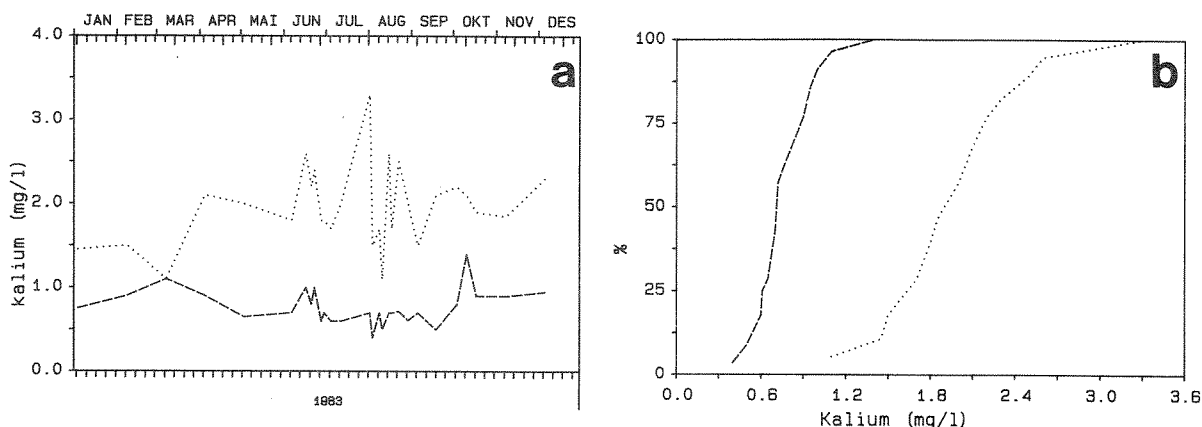 JAN FEB MAR APR MAI JUN JUL AUG SEP OKT NOV DES
4.0
3.0
2.0
1.0
0.0
Kalium (mg/l)
a
1983
100
75
50
25
0
%
b
0.0 0.6 1.2 1.8 2.4 3.0 3.6
Kalium (mg/l)